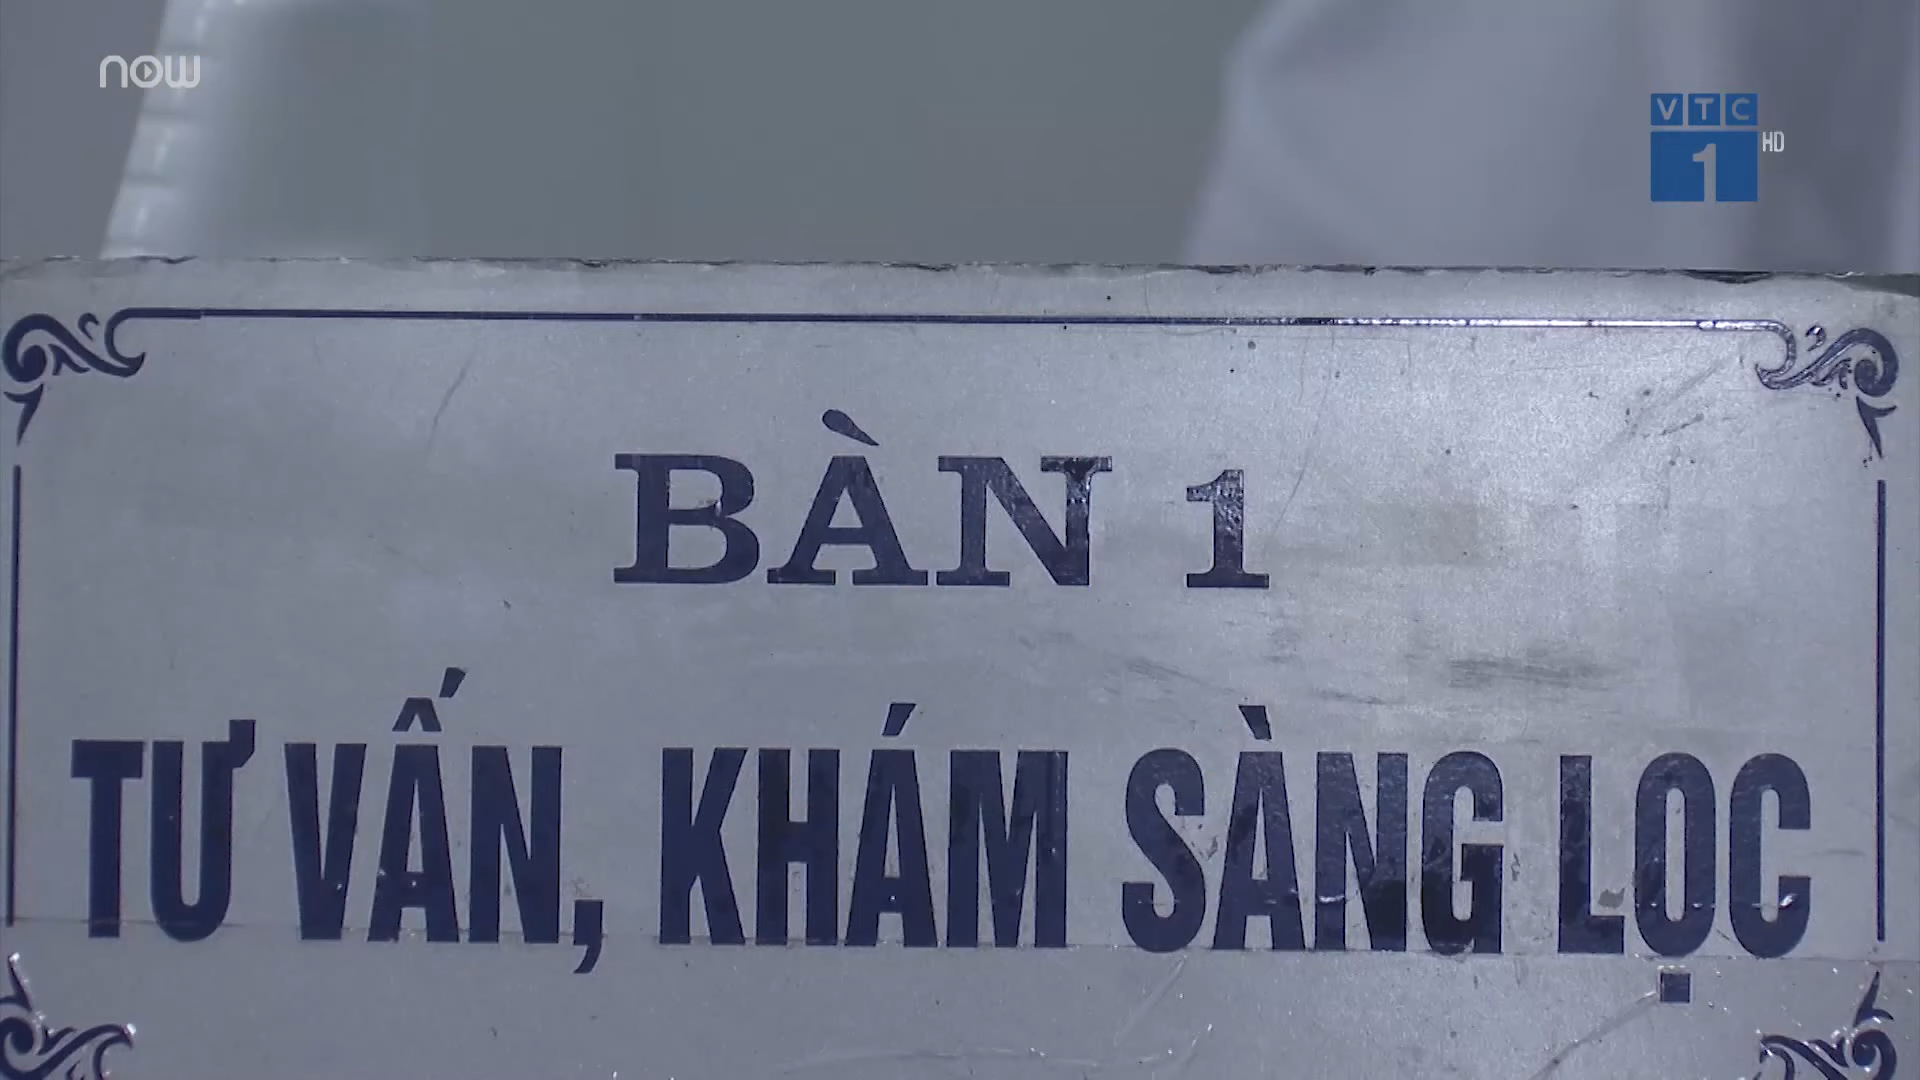 now
VTC
1 HD
BÀN 1
TƯ VẤN, KHÁM SÀNG LỌC